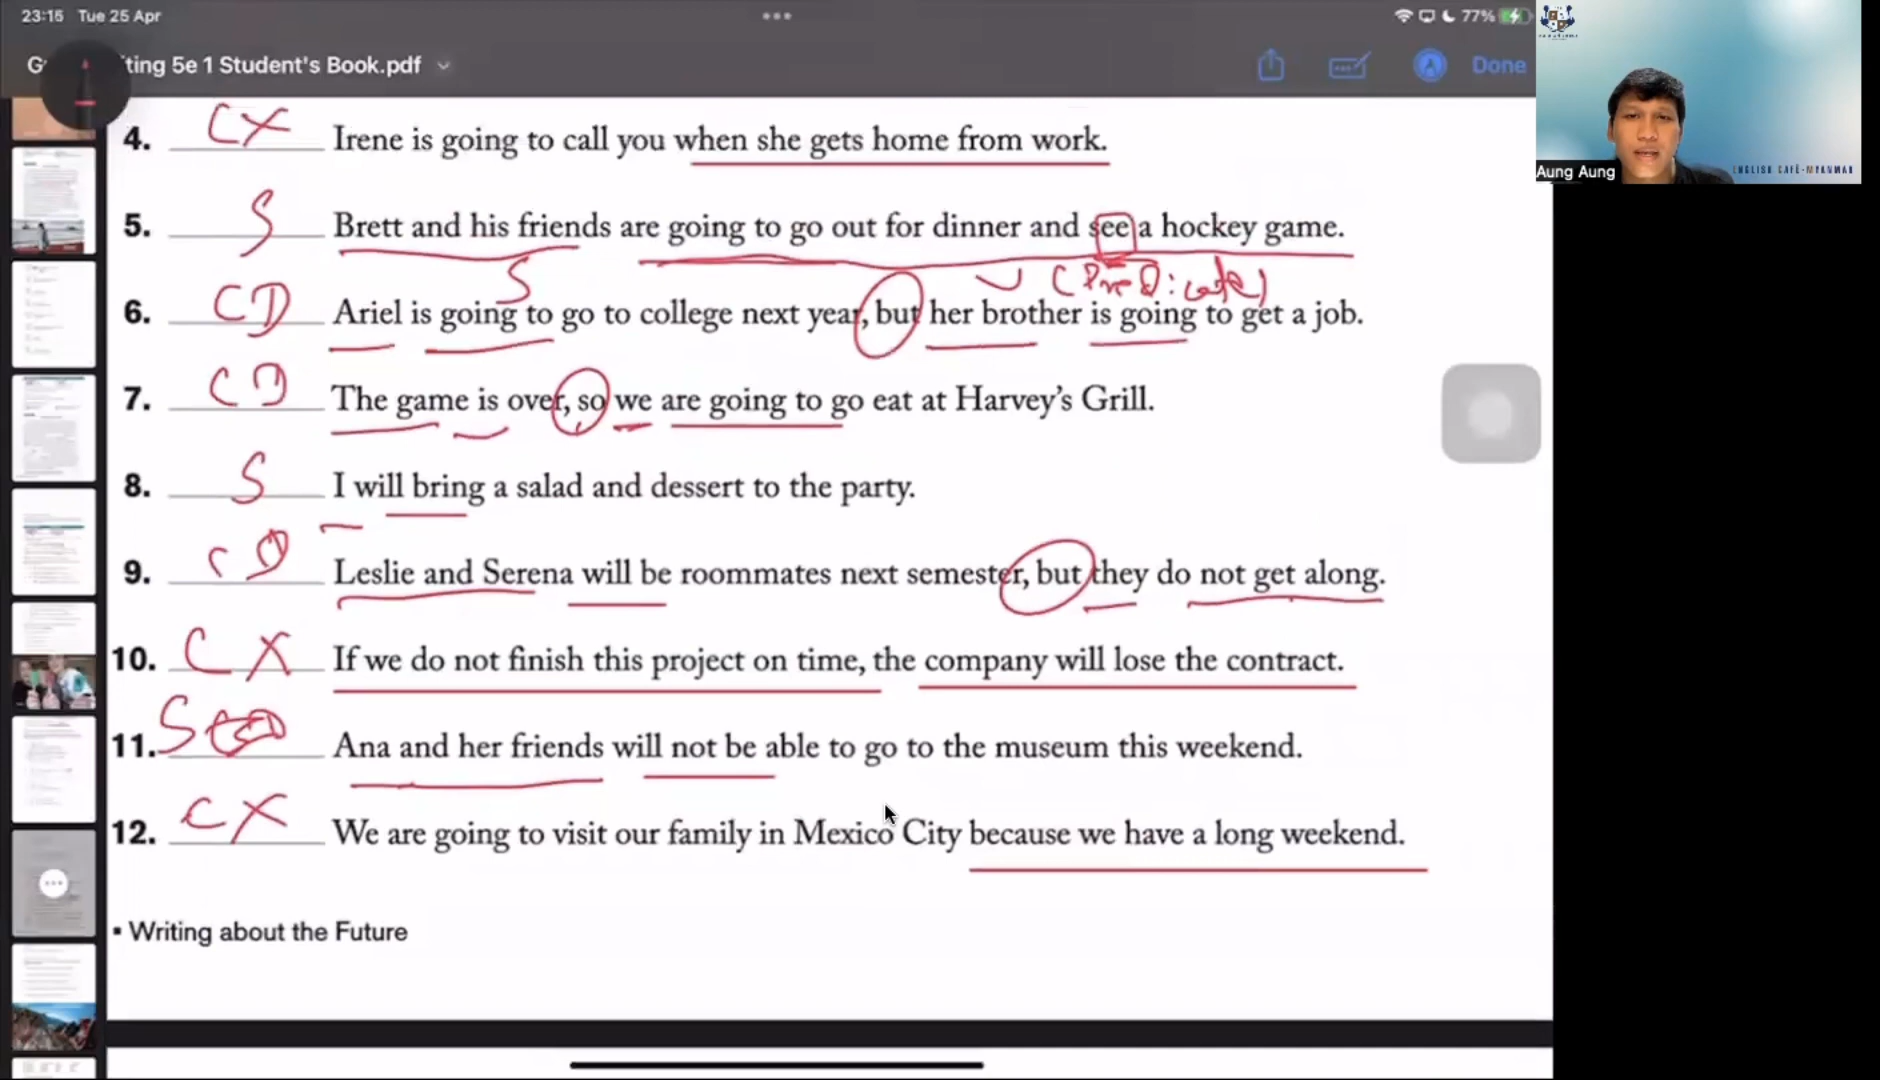 23:15 Tue 25 Apr
77%
G ting 5e 1 Student's Book.pdf
Done
Aung Aung
ENGLISH CAFÉ-MYANMAR
CX
4. Irene is going to call you when she gets home from work.
S
5. Brett and his friends are going to go out for dinner and see a hockey game.
S V (PreD:cate)
CD
6. Ariel is going to go to college next year, but her brother is going to get a job.
CD
7. The game is over, so we are going to go eat at Harvey's Grill.
S
8. I will bring a salad and dessert to the party.
CD
9. Leslie and Serena will be roommates next semester, but they do not get along.
CX
10. If we do not finish this project on time, the company will lose the contract.
S
11. Ana and her friends will not be able to go to the museum this weekend.
CX
12. We are going to visit our family in Mexico City because we have a long weekend.
• Writing about the Future